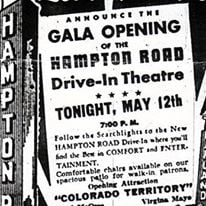 ANNOUNCE THE
GALA OPENING
OF THE
HAMPTON ROAD
Drive-In Theatre
TONIGHT, MAY 12th
7:00 P. M.
Follow the Searchlights to the New
HAMPTON ROAD Drive-In where you'll
find the Best in COMFORT and ENTER-
TAINMENT.
Comfortable chairs available on our
spacious patio for walk-in patrons.
Opening Attraction
"COLORADO TERRITORY"
Virgina Mayo
HAMPTON